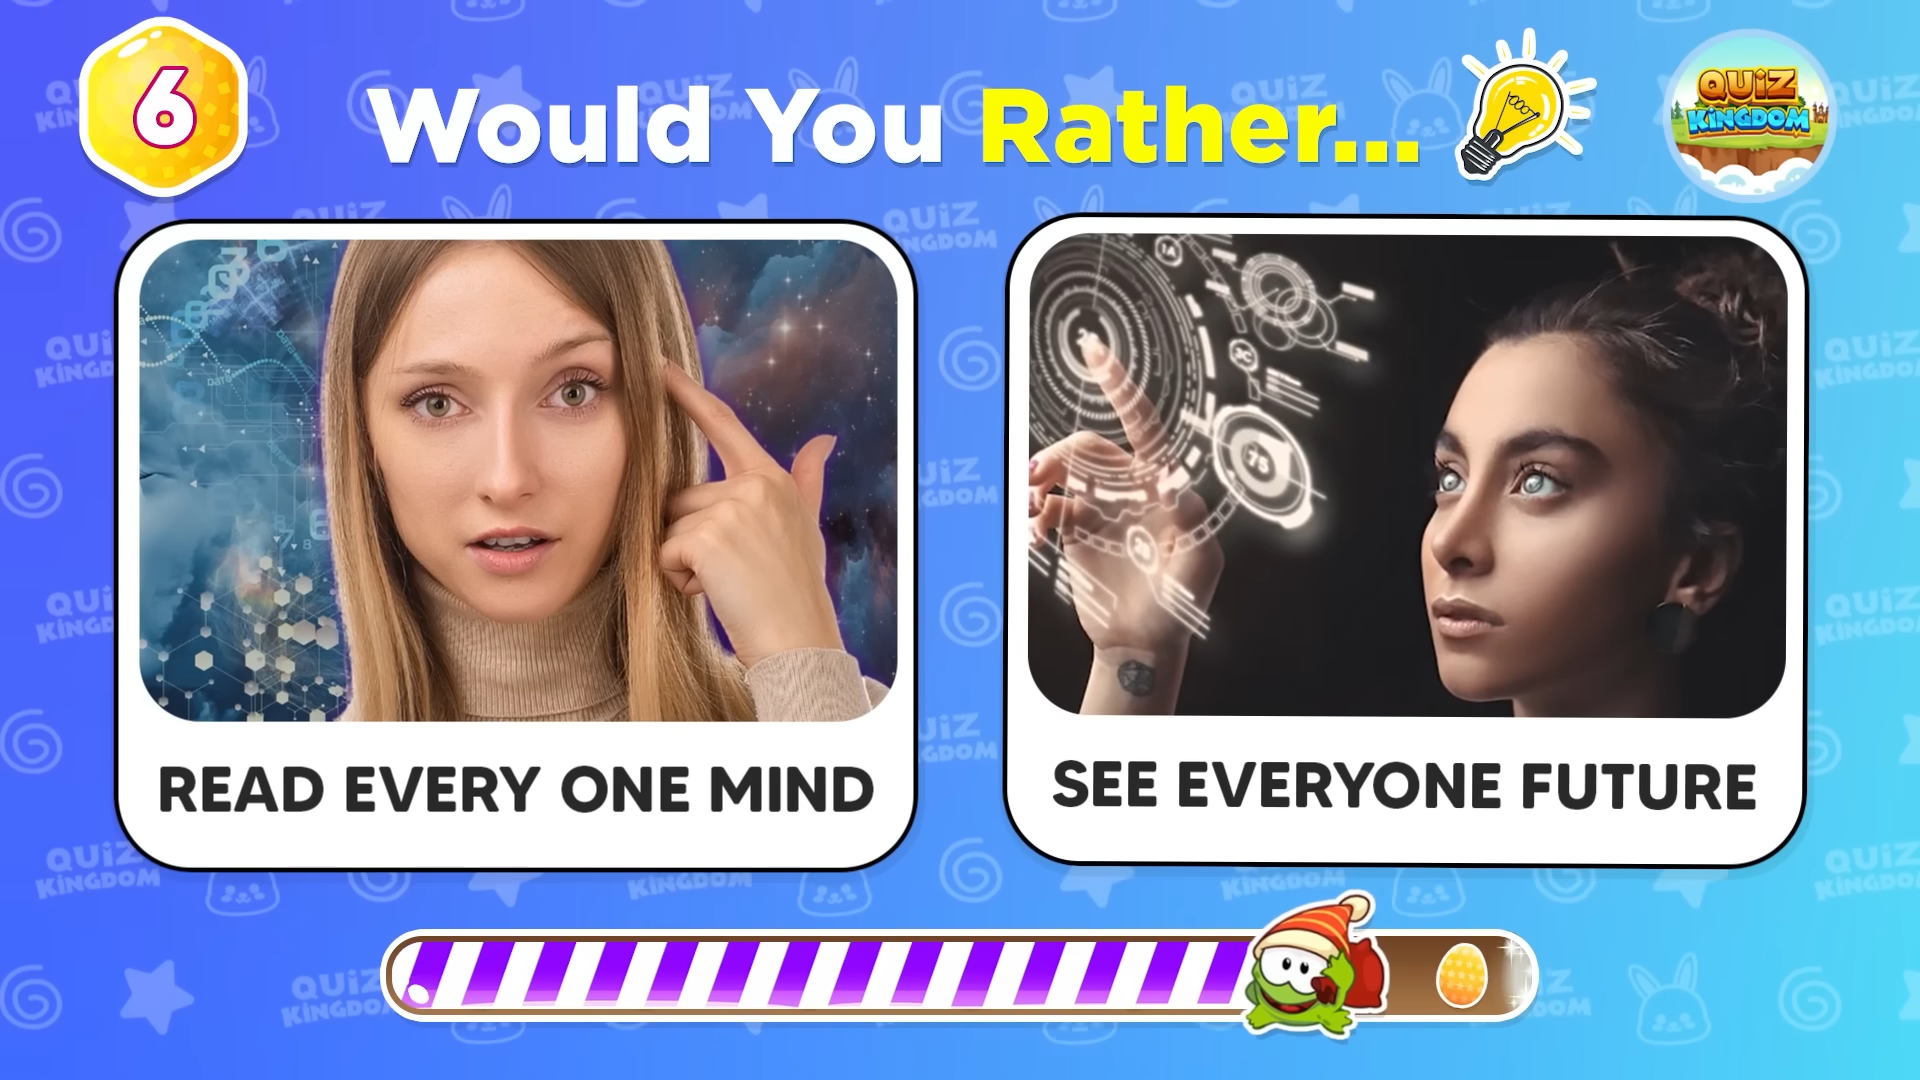 6
Would You Rather...
QUIZ
KINGDOM
READ EVERY ONE MIND
SEE EVERYONE FUTURE